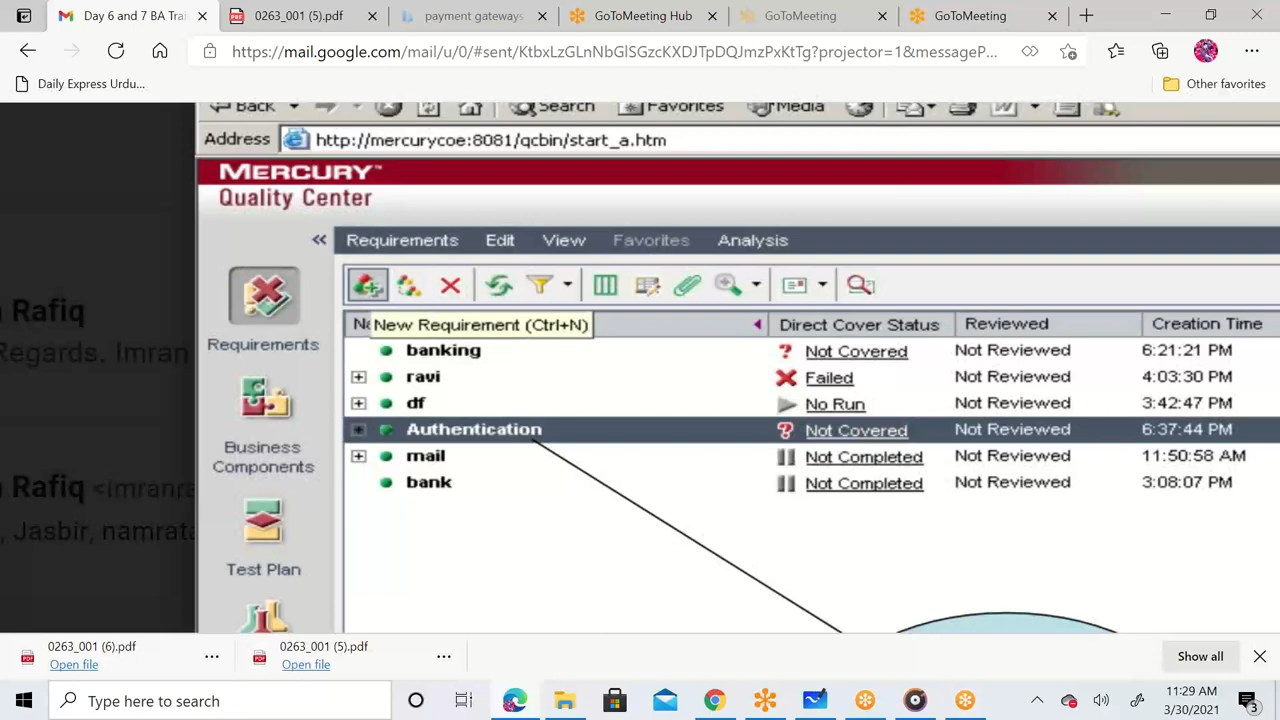 Day 6 and 7 BA Trai
0263_001 (5).pdf
payment gateways
GoToMeeting Hub
GoToMeeting
GoToMeeting
https://mail.google.com/mail/u/0/#sent/KtbxLzGLnNbGlSGzcKXDJTpDQJmzPxKtTg?projector=1&messageP...
Daily Express Urdu...
Other favorites
Back
Search
Favorites
Media
Address
http://mercurycoe:8081/qcbin/start_a.htm
MERCURY™
Quality Center
Requirements Edit View Favorites Analysis
New Requirement (Ctrl+N)
Direct Cover Status Reviewed Creation Time
banking Not Covered Not Reviewed 6:21:21 PM
ravi Failed Not Reviewed 4:03:30 PM
df No Run Not Reviewed 3:42:47 PM
Authentication Not Covered Not Reviewed 6:37:44 PM
mail Not Completed Not Reviewed 11:50:58 AM
bank Not Completed Not Reviewed 3:08:07 PM
Requirements
Business
Components
Test Plan
Rafiq
Regards. Imran
Rafiq <imranra
, Jasbir, namrata
0263_001 (6).pdf
Open file
0263_001 (5).pdf
Open file
Show all
Type here to search
11:29 AM
3/30/2021
3